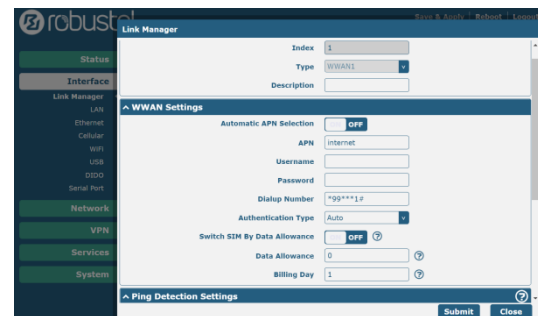 robustel
Save & Apply | Reboot | Logout
Link Manager
Status
Interface
Link Manager
LAN
Ethernet
Cellular
WiFi
USB
DIDO
Serial Port
Network
VPN
Services
System
Index 1
Type WWAN1 v
Description
^ WWAN Settings
Automatic APN Selection OFF
APN internet
Username
Password
Dialup Number *99***1#
Authentication Type Auto v
Switch SIM By Data Allowance OFF ?
Data Allowance 0 ?
Billing Day 1 ?
^ Ping Detection Settings ?
Submit Close